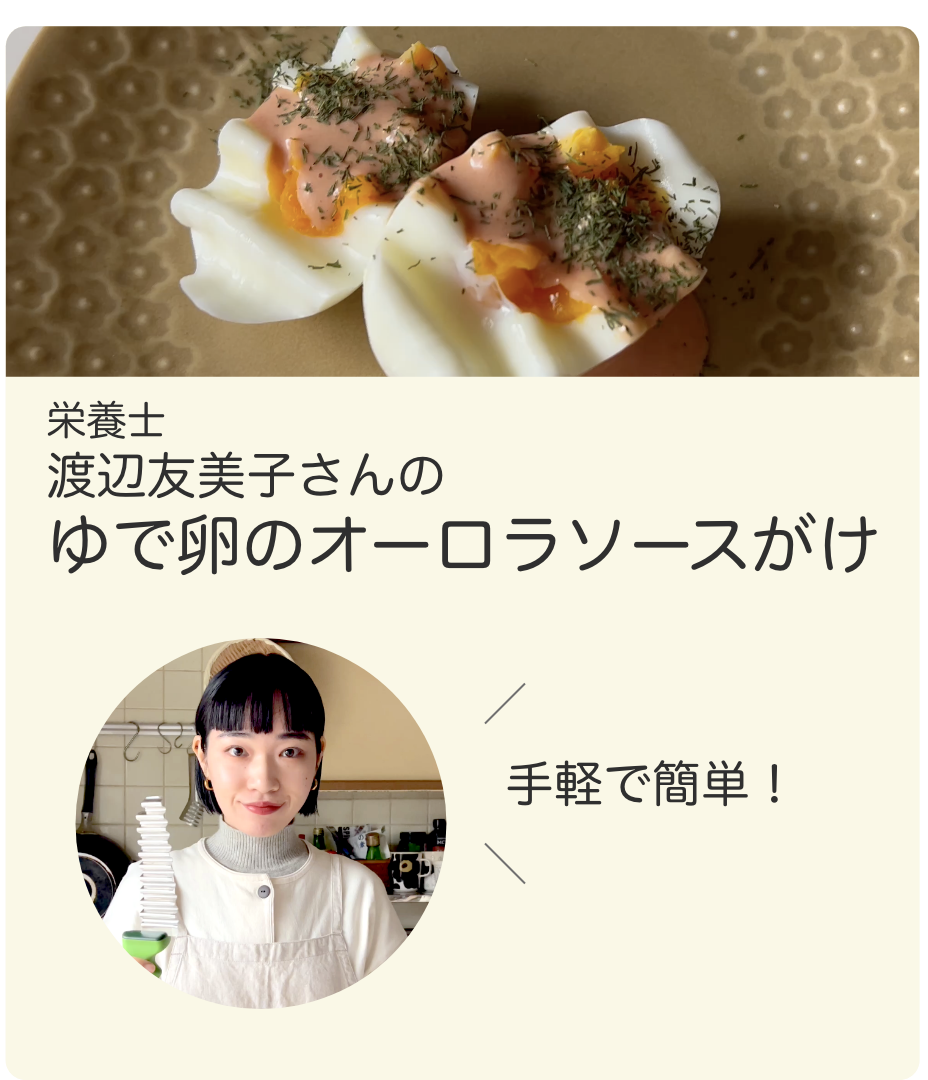 栄養士
渡辺友美子さんの
ゆで卵のオーロラソースがけ
手軽で簡単！